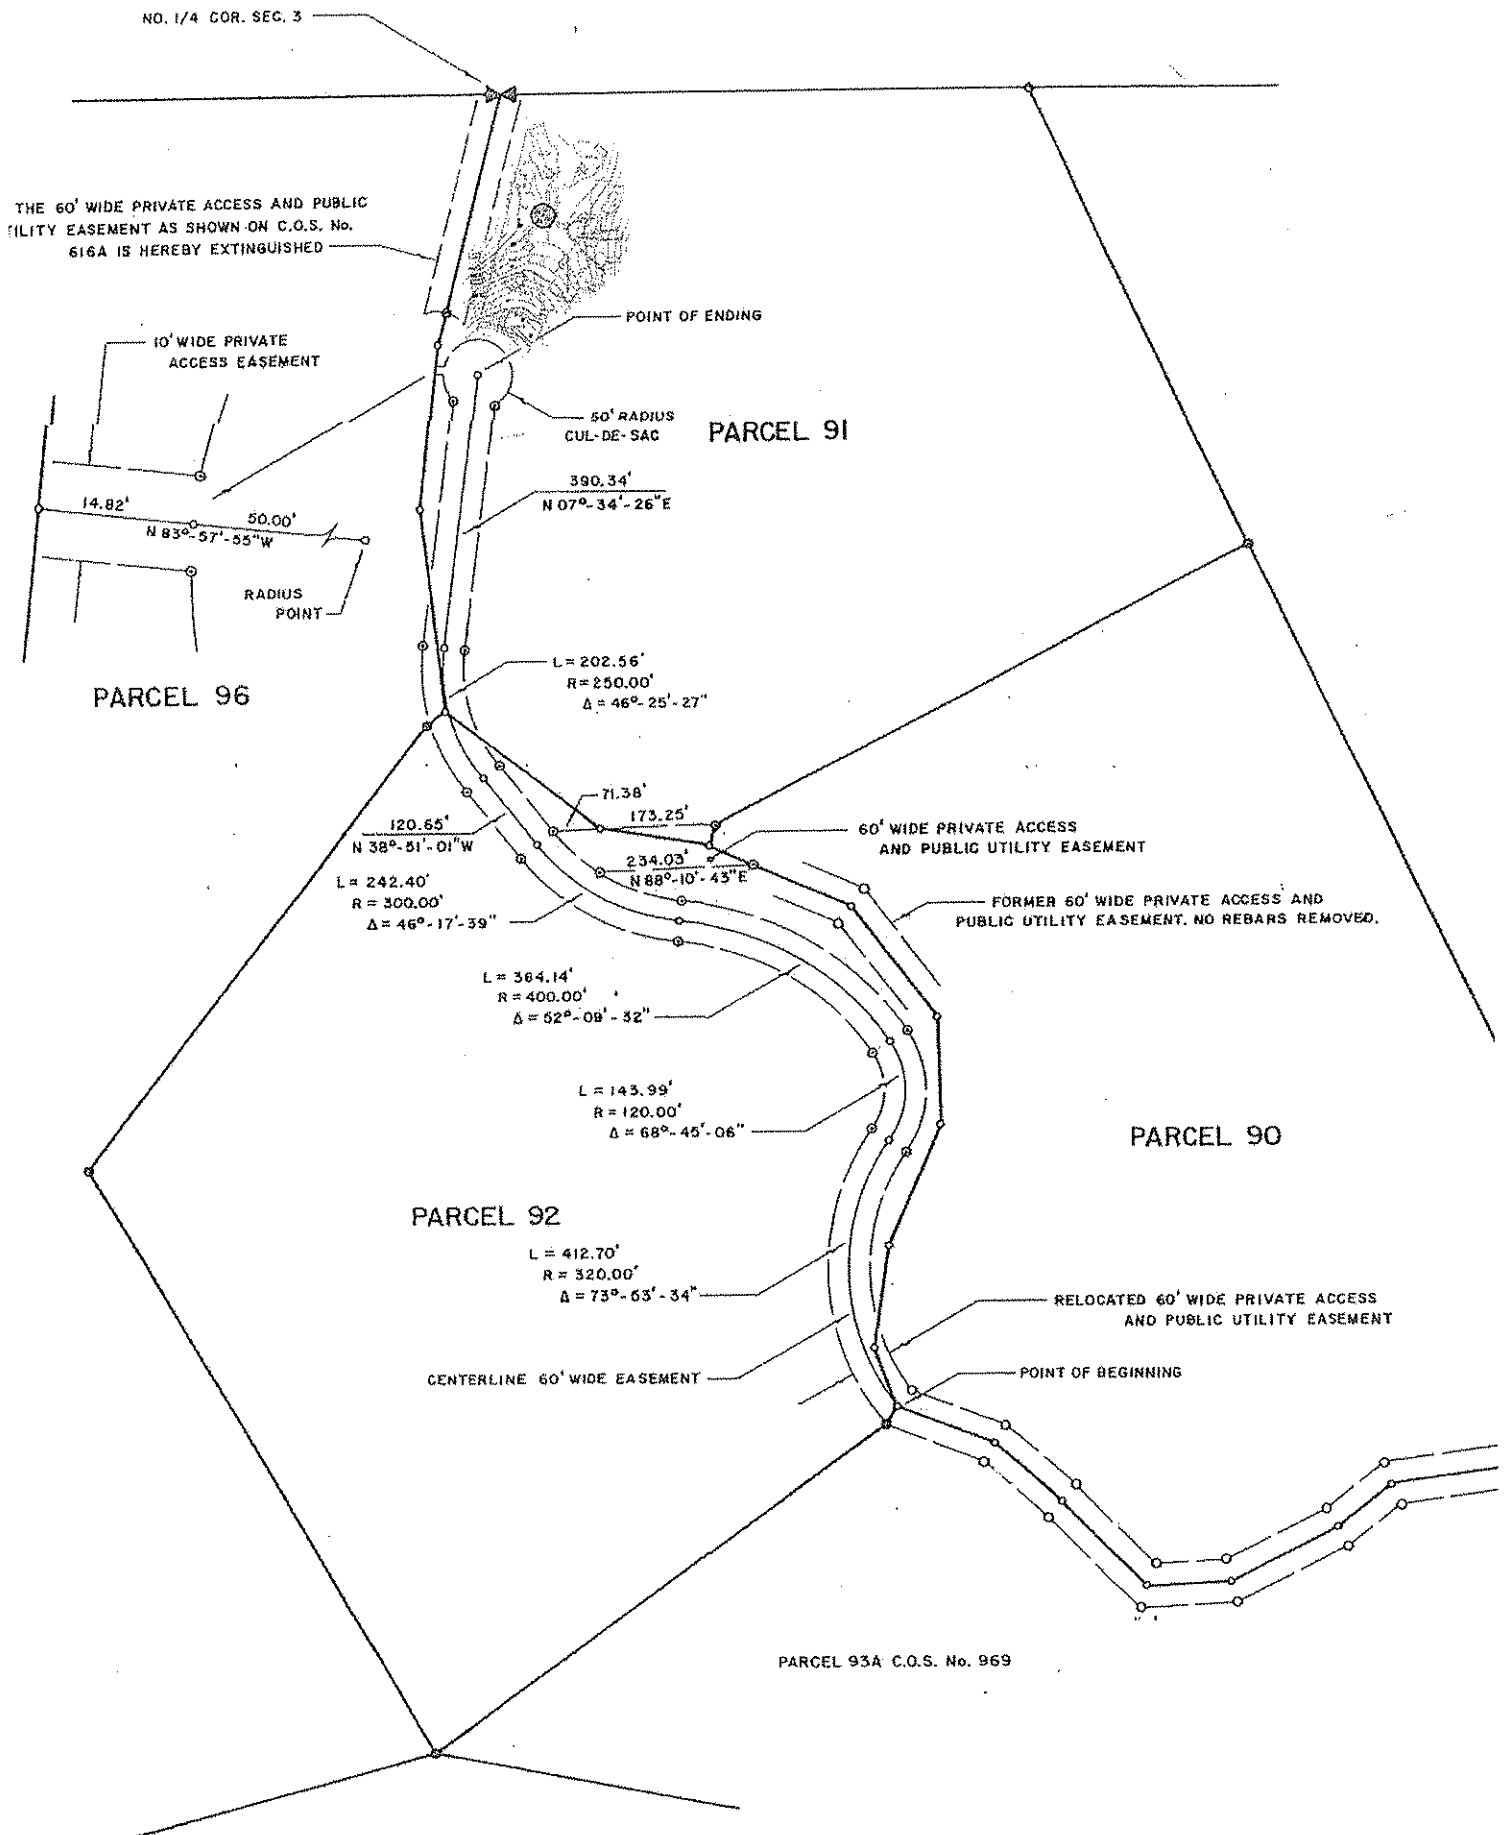 NO. 1/4 COR. SEC. 3
THE 60' WIDE PRIVATE ACCESS AND PUBLIC
TILITY EASEMENT AS SHOWN ON C.O.S. No.
616A IS HEREBY EXTINGUISHED
POINT OF ENDING
10' WIDE PRIVATE
ACCESS EASEMENT
50' RADIUS
CUL-DE-SAC
PARCEL 91
390.34'
N 07°-34'-26"E
14.82'
50.00'
N 83°-57'-55"W
RADIUS
POINT
PARCEL 96
L = 202.56'
R = 250.00'
Δ = 46°-25'-27"
71.38'
173.25'
120.65'
N 38°-51'-01"W
60' WIDE PRIVATE ACCESS
AND PUBLIC UTILITY EASEMENT
234.03'
N 88°-10'-43"E
L = 242.40'
R = 300.00'
Δ = 46°-17'-39"
FORMER 60' WIDE PRIVATE ACCESS AND
PUBLIC UTILITY EASEMENT. NO REBARS REMOVED.
L = 364.14'
R = 400.00'
Δ = 52°-09'-32"
L = 143.99'
R = 120.00'
Δ = 68°-45'-06"
PARCEL 90
PARCEL 92
L = 412.70'
R = 320.00'
Δ = 73°-53'-34"
RELOCATED 60' WIDE PRIVATE ACCESS
AND PUBLIC UTILITY EASEMENT
CENTERLINE 60' WIDE EASEMENT
POINT OF BEGINNING
PARCEL 93A C.O.S. No. 969